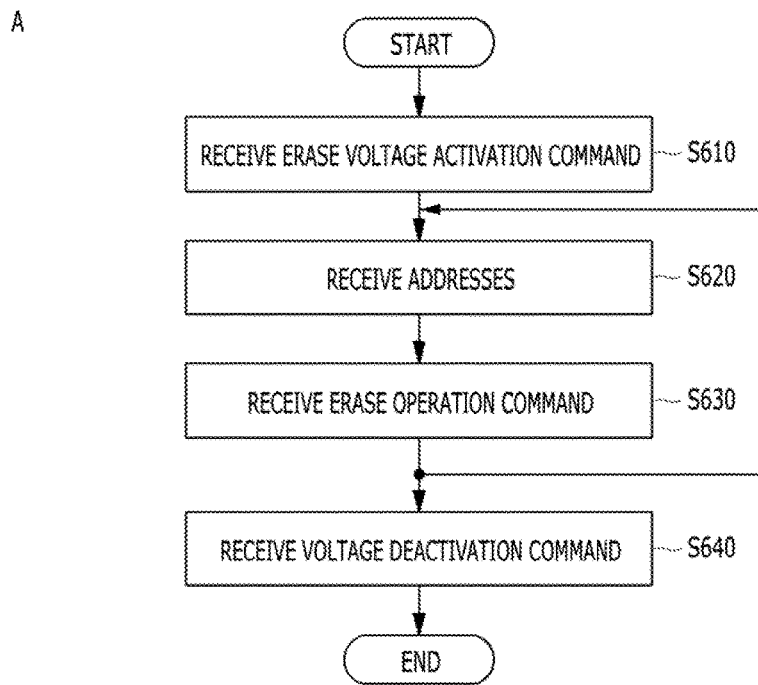 A
START
RECEIVE ERASE VOLTAGE ACTIVATION COMMAND
S610
RECEIVE ADDRESSES
S620
RECEIVE ERASE OPERATION COMMAND
S630
RECEIVE VOLTAGE DEACTIVATION COMMAND
S640
END